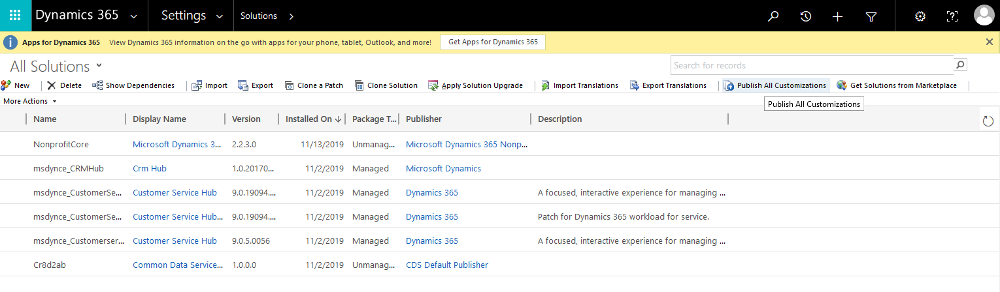 Dynamics 365 Settings Solutions
Apps for Dynamics 365 View Dynamics 365 information on the go with apps for your phone, tablet, Outlook, and more! Get Apps for Dynamics 365
All Solutions Search for records
New Delete Show Dependencies Import Export Clone a Patch Clone Solution Apply Solution Upgrade Import Translations Export Translations Publish All Customizations Get Solutions from Marketplace
More Actions Publish All Customizations
Name Display Name Version Installed On Package T... Publisher Description
NonprofitCore Microsoft Dynamics 3... 2.2.3.0 11/13/2019 Unmanag... Microsoft Dynamics 365 Nonp...
msdynce_CRMHub Crm Hub 1.0.20170... 11/2/2019 Managed Microsoft Dynamics
msdynce_CustomerSe... Customer Service Hub 9.0.19094.... 11/2/2019 Managed Dynamics 365 A focused, interactive experience for managing ...
msdynce_CustomerSe... Customer Service Hub... 9.0.19094.... 11/2/2019 Managed Dynamics 365 Patch for Dynamics 365 workload for service.
msdynce_Customerser... Customer Service Hub 9.0.5.0056 11/2/2019 Managed Dynamics 365 A focused, interactive experience for managing ...
Cr8d2ab Common Data Service... 1.0.0.0 11/2/2019 Unmanag... CDS Default Publisher